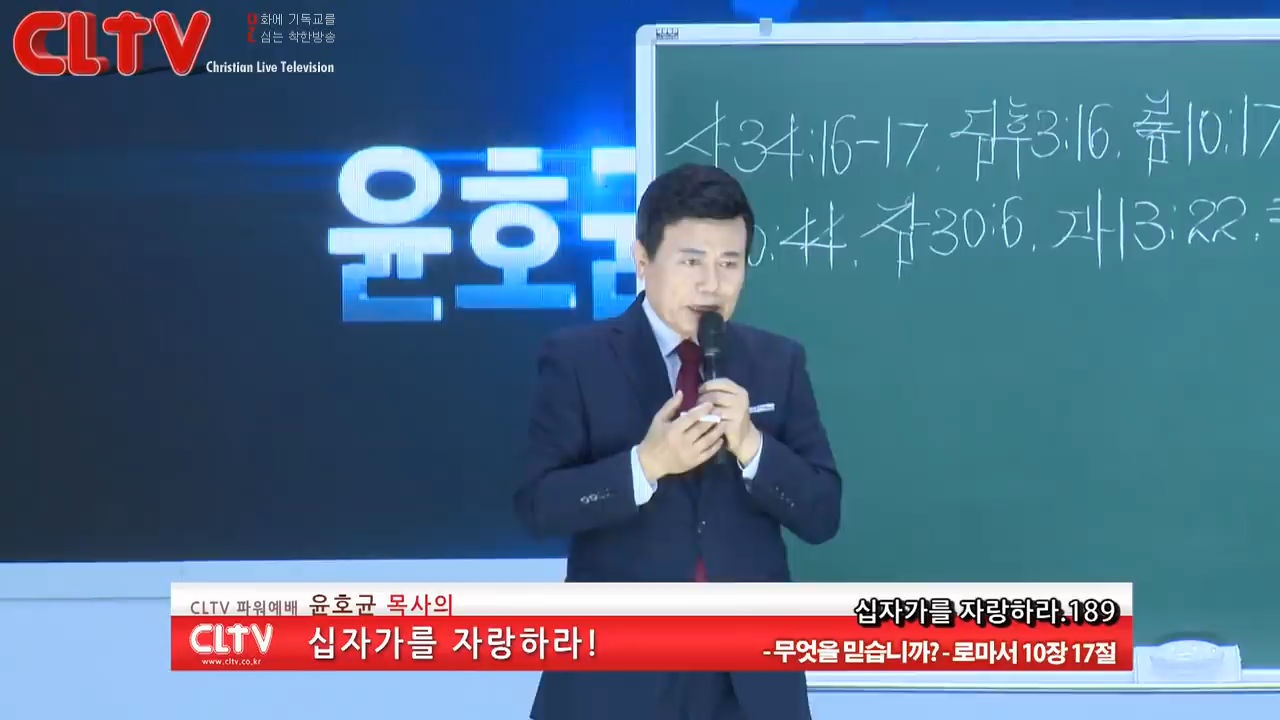 CLTV
문화에 기독교를
심는 착한방송
Christian Live Television
윤호
사34:16-17, 딤후3:16, 롬10:17
0:44, 잠30:6, 거13:22,
CLTV 파워예배 윤호균 목사의
십자가를 자랑하라.189
CLTV
www.cltv.co.kr
십자가를 자랑하라!
- 무엇을 믿습니까? - 로마서 10장 17절